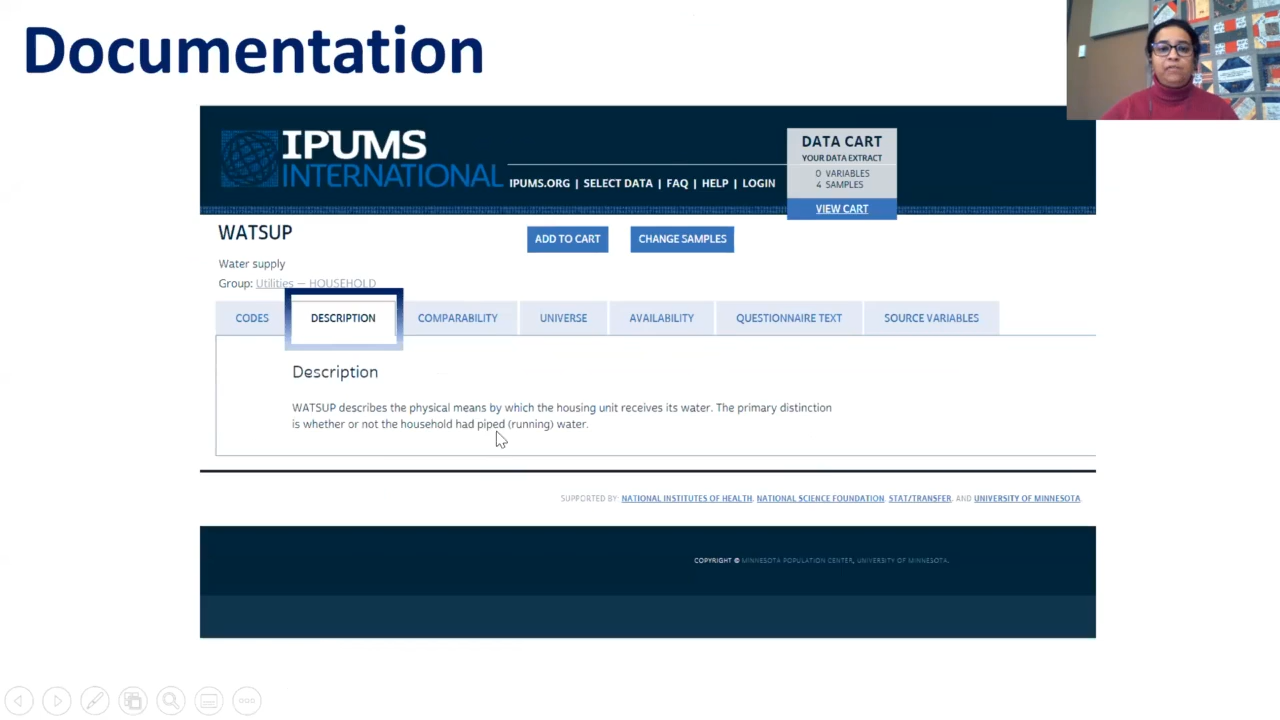 Documentation
IPUMS
INTERNATIONAL
IPUMS.ORG | SELECT DATA | FAQ | HELP | LOGIN
DATA CART
YOUR DATA EXTRACT
0 VARIABLES
4 SAMPLES
VIEW CART
WATSUP
ADD TO CART
CHANGE SAMPLES
Water supply
Group: Utilities — HOUSEHOLD
CODES
DESCRIPTION
COMPARABILITY
UNIVERSE
AVAILABILITY
QUESTIONNAIRE TEXT
SOURCE VARIABLES
Description
WATSUP describes the physical means by which the housing unit receives its water. The primary distinction
is whether or not the household had piped (running) water.
SUPPORTED BY: NATIONAL INSTITUTES OF HEALTH, NATIONAL SCIENCE FOUNDATION, STAT/TRANSFER, AND UNIVERSITY OF MINNESOTA.
COPYRIGHT © MINNESOTA POPULATION CENTER, UNIVERSITY OF MINNESOTA.